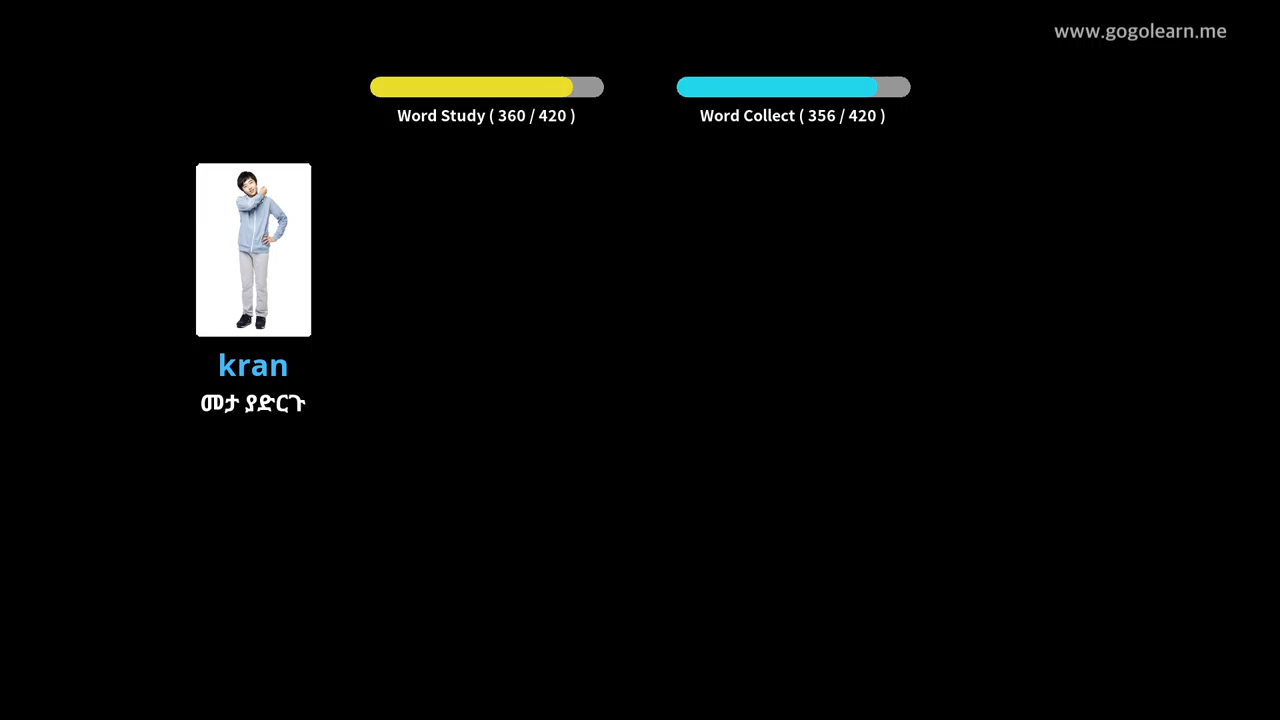 www.gogolearn.me
Word Study ( 360 / 420 )
Word Collect ( 356 / 420 )
kran
መታ ያድርጉ